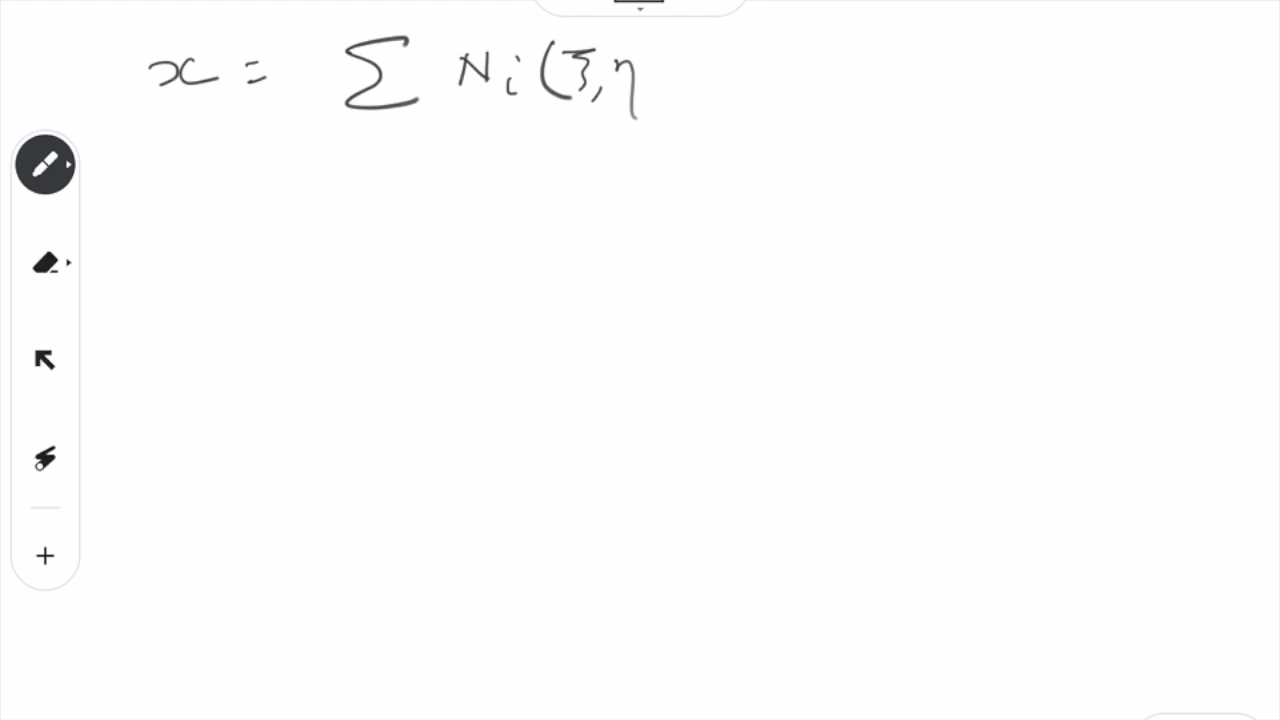 x = ∑ Ni(ξ,η